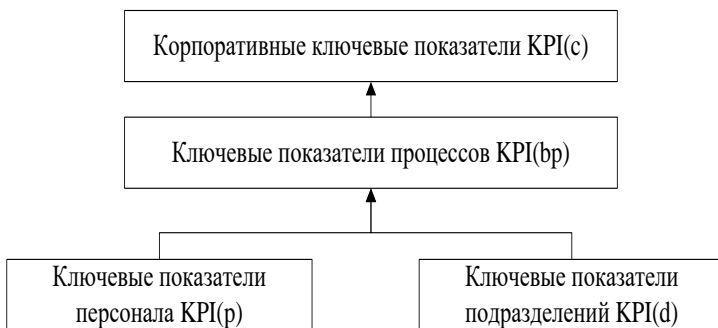 Корпоративные ключевые показатели KPI(c)
Ключевые показатели процессов KPI(bp)
Ключевые показатели
персонала KPI(p)
Ключевые показатели
подразделений KPI(d)